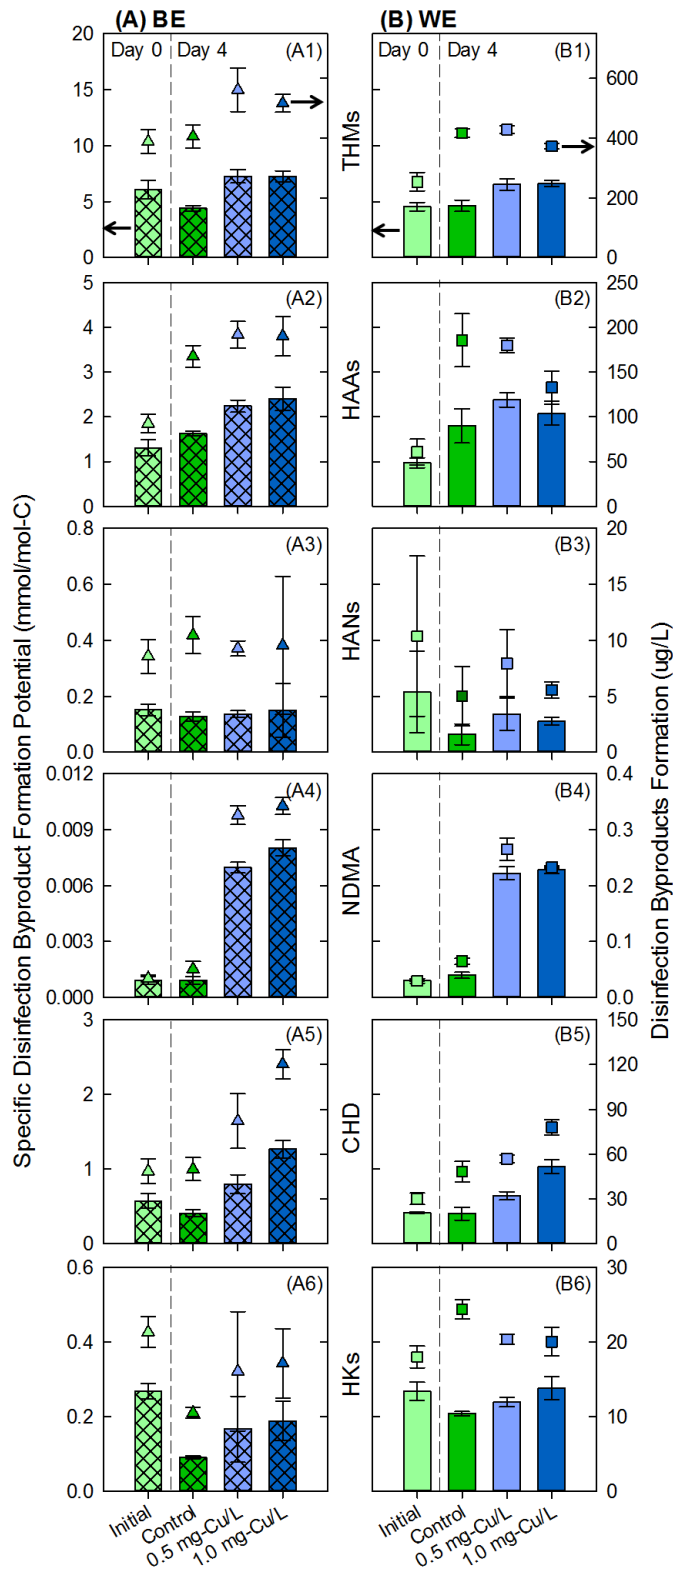 (A) BE
(B) WE
Day 0
Day 4
(A1)
Day 0
Day 4
(B1)
20
15
10
5
0
THMs
600
400
200
0
(A2)
(B2)
5
4
3
2
1
0
HAAs
250
200
150
100
50
0
(A3)
(B3)
0.8
0.6
0.4
0.2
0.0
HANs
20
15
10
5
0
(A4)
(B4)
0.012
0.009
0.006
0.003
0.000
NDMA
0.4
0.3
0.2
0.1
0.0
(A5)
(B5)
3
2
1
0
CHD
150
120
90
60
30
0
(A6)
(B6)
0.6
0.4
0.2
0.0
HKs
30
20
10
0
Specific Disinfection Byproduct Formation Potential (mmol/mol-C)
Disinfection Byproducts Formation (ug/L)
Initial
Control
0.5 mg-Cu/L
1.0 mg-Cu/L
Initial
Control
0.5 mg-Cu/L
1.0 mg-Cu/L